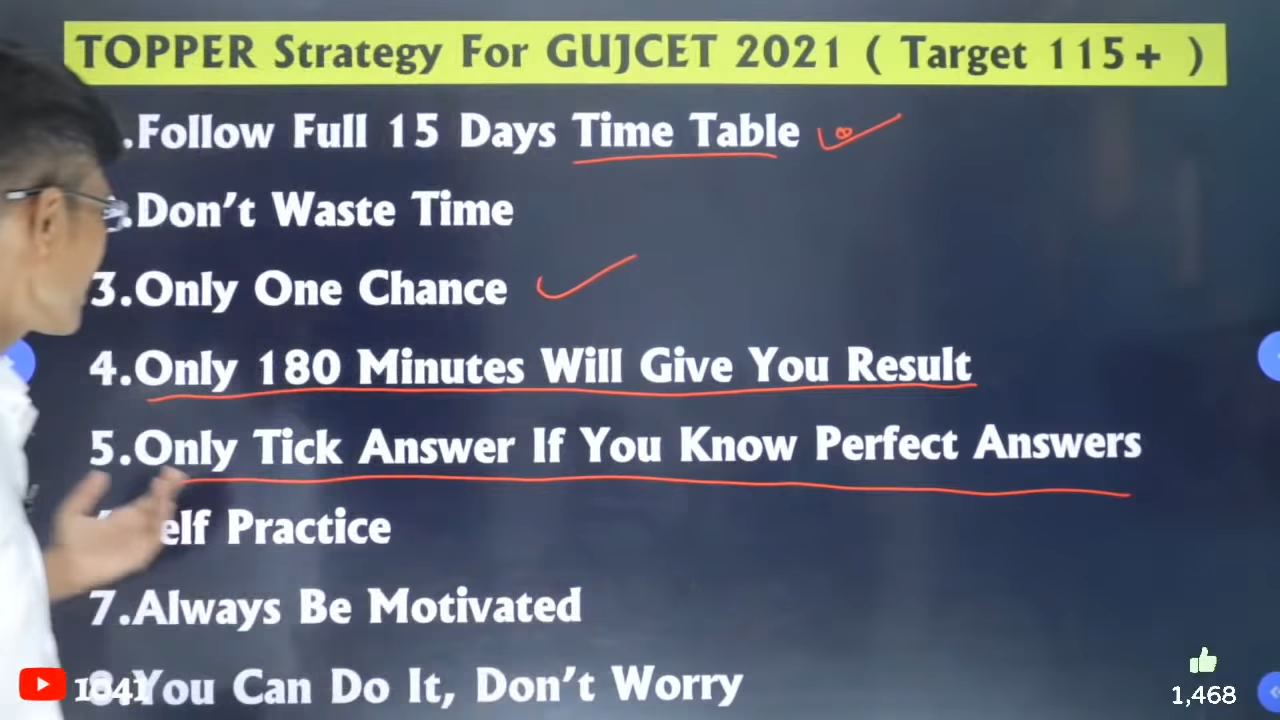 TOPPER Strategy For GUJCET 2021 ( Target 115+ )
.Follow Full 15 Days Time Table
.Don't Waste Time
3.Only One Chance
4.Only 180 Minutes Will Give You Result
5.Only Tick Answer If You Know Perfect Answers
elf Practice
7.Always Be Motivated
8.You Can Do It, Don't Worry
1,468